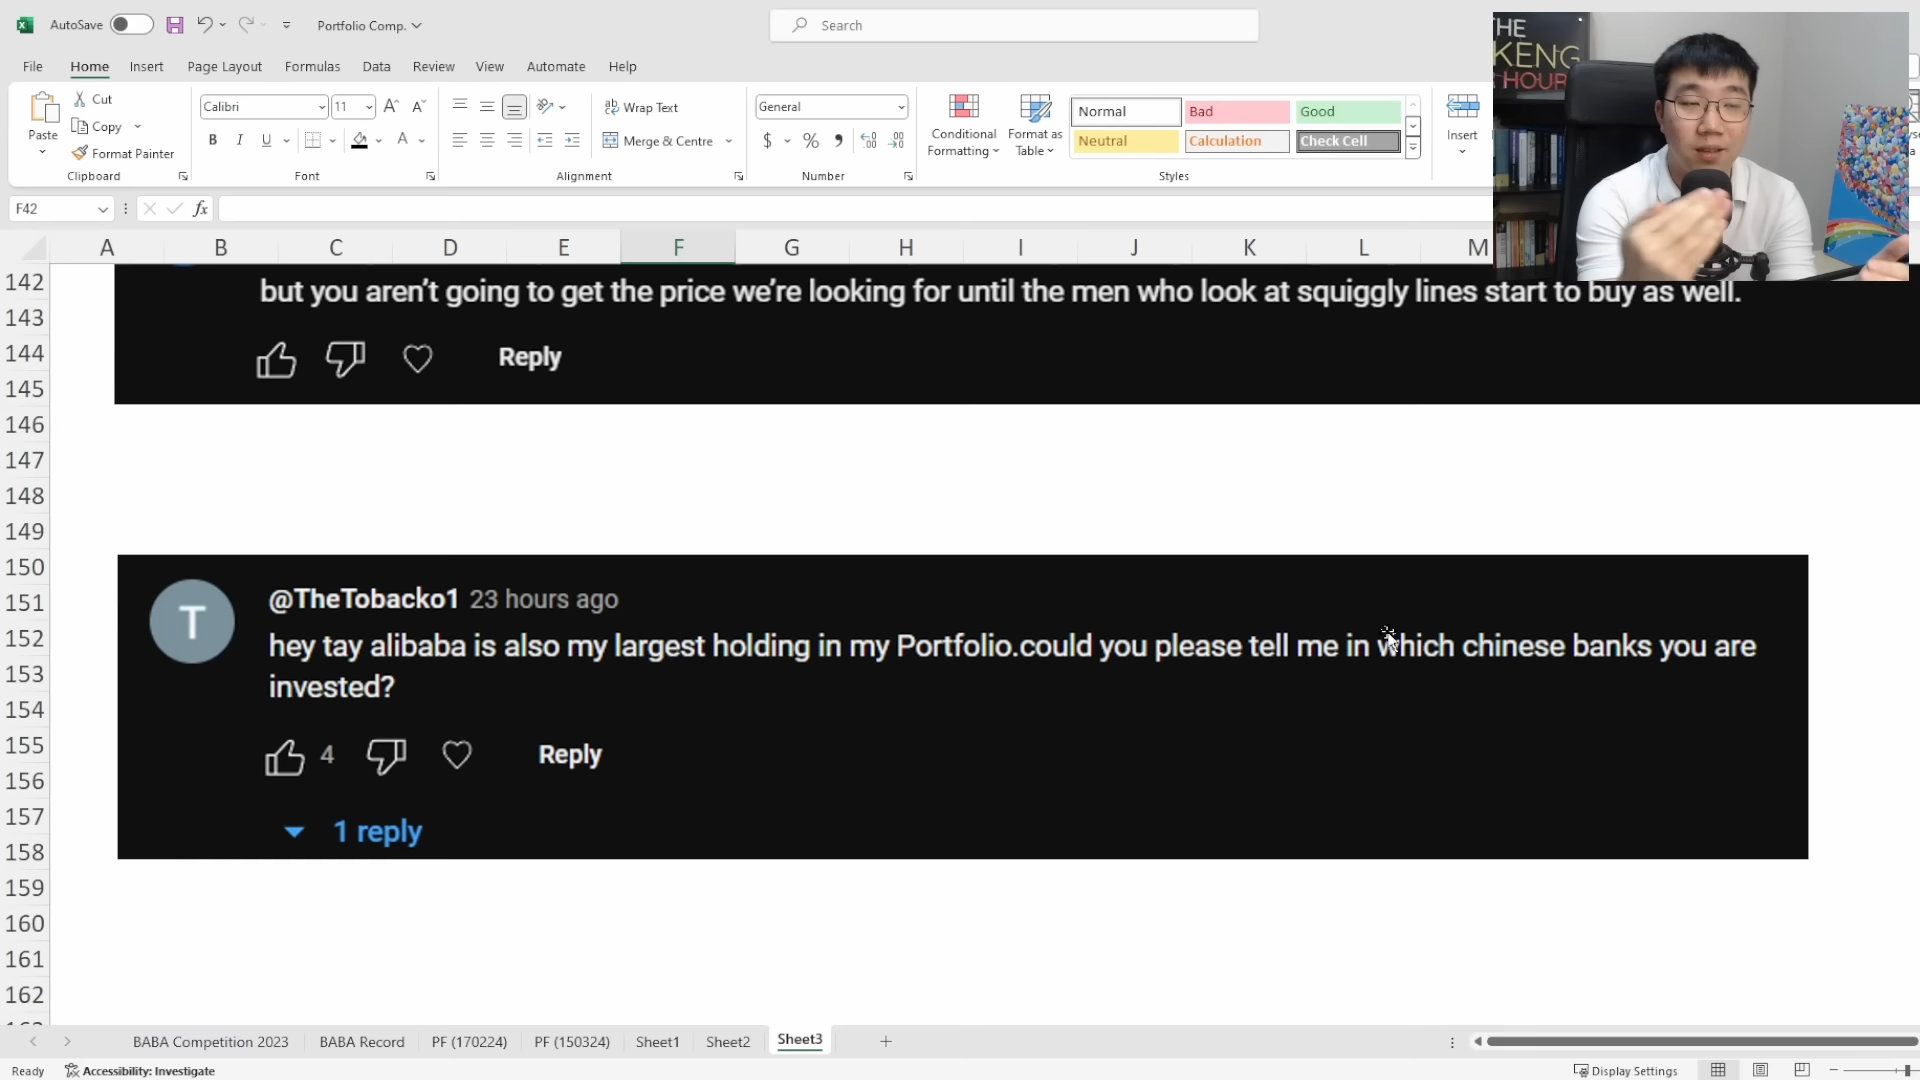 AutoSave
Portfolio Comp.
Search
THE
KENG
HOUR
File Home Insert Page Layout Formulas Data Review View Automate Help
Paste
Cut
Copy
Format Painter
Clipboard
Calibri 11
B I U A
Font
Wrap Text
Merge & Centre
Alignment
General
$ % 9
Number
Conditional Formatting
Format as Table
Normal Bad Good
Neutral Calculation Check Cell
Styles
Insert
F42 fx
A B C D E F G H I J K L M
142
143
144
145
146
147
148
149
150
151
152
153
154
155
156
157
158
159
160
161
162
but you aren't going to get the price we're looking for until the men who look at squiggly lines start to buy as well.
Reply
T
@TheTobacko1 23 hours ago
hey tay alibaba is also my largest holding in my Portfolio.could you please tell me in which chinese banks you are
invested?
4 Reply
1 reply
BABA Competition 2023 BABA Record PF (170224) PF (150324) Sheet1 Sheet2 Sheet3
Ready Accessibility: Investigate Display Settings